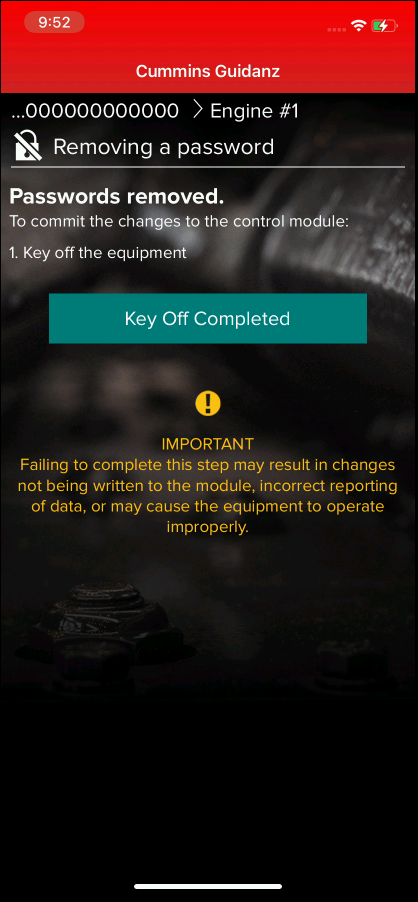 9:52
Cummins Guidanz
...000000000000 > Engine #1
Removing a password
Passwords removed.
To commit the changes to the control module:
1. Key off the equipment
Key Off Completed
IMPORTANT
Failing to complete this step may result in changes
not being written to the module, incorrect reporting
of data, or may cause the equipment to operate
improperly.